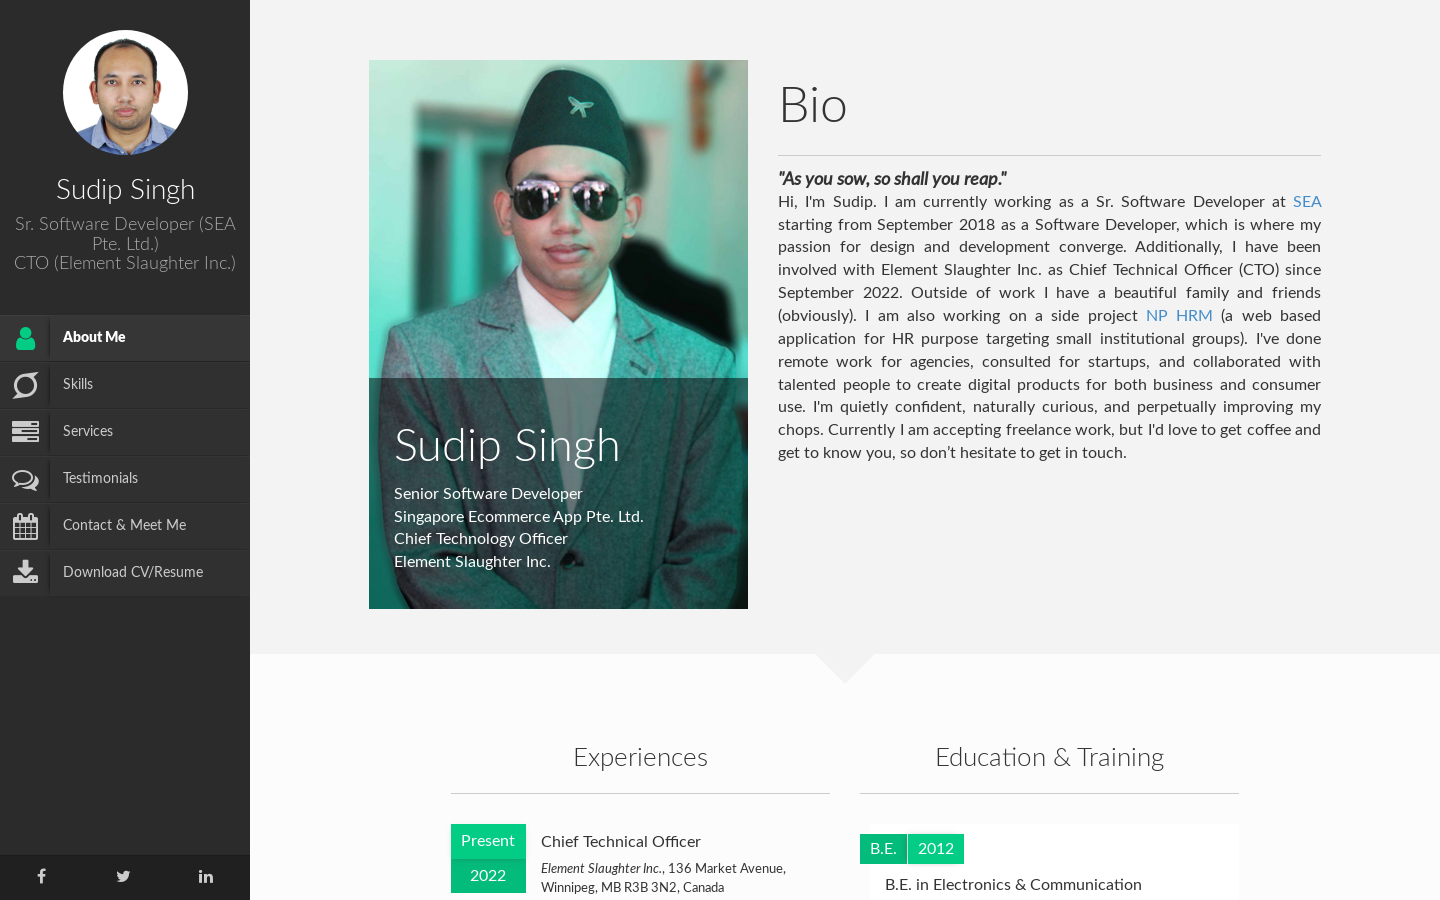 Sudip Singh
Sr. Software Developer (SEA
Pte. Ltd.)
CTO (Element Slaughter Inc.)
About Me
Skills
Services
Testimonials
Contact & Meet Me
Download CV/Resume
Sudip Singh
Senior Software Developer
Singapore Ecommerce App Pte. Ltd.
Chief Technology Officer
Element Slaughter Inc.
Bio
"As you sow, so shall you reap."
Hi, I'm Sudip. I am currently working as a Sr. Software Developer at SEA
starting from September 2018 as a Software Developer, which is where my
passion for design and development converge. Additionally, I have been
involved with Element Slaughter Inc. as Chief Technical Officer (CTO) since
September 2022. Outside of work I have a beautiful family and friends
(obviously). I am also working on a side project NP HRM (a web based
application for HR purpose targeting small institutional groups). I've done
remote work for agencies, consulted for startups, and collaborated with
talented people to create digital products for both business and consumer
use. I'm quietly confident, naturally curious, and perpetually improving my
chops. Currently I am accepting freelance work, but I'd love to get coffee and
get to know you, so don’t hesitate to get in touch.
Experiences
Present
2022
Chief Technical Officer
Element Slaughter Inc., 136 Market Avenue,
Winnipeg, MB R3B 3N2, Canada
Education & Training
B.E. 2012
B.E. in Electronics & Communication